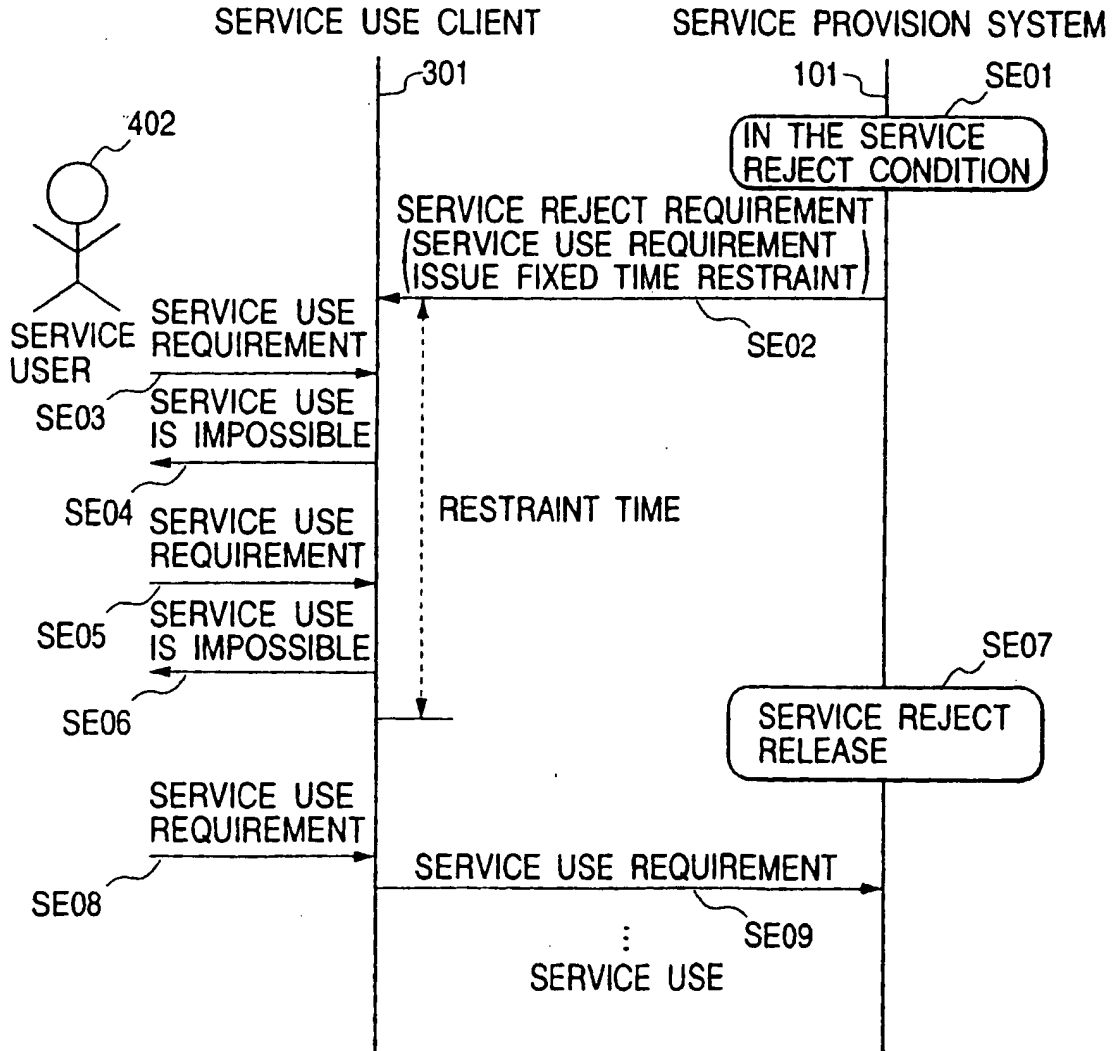 SERVICE USE CLIENT
SERVICE PROVISION SYSTEM
301
101
SE01
402
IN THE SERVICE
REJECT CONDITION
SERVICE REJECT REQUIREMENT
(SERVICE USE REQUIREMENT
ISSUE FIXED TIME RESTRAINT)
SE02
SERVICE
USER
SERVICE USE
REQUIREMENT
SE03
SERVICE USE
IS IMPOSSIBLE
SE04
RESTRAINT TIME
SERVICE USE
REQUIREMENT
SE05
SERVICE USE
IS IMPOSSIBLE
SE06
SE07
SERVICE REJECT
RELEASE
SERVICE USE
REQUIREMENT
SE08
SERVICE USE REQUIREMENT
SE09
⋮
SERVICE USE